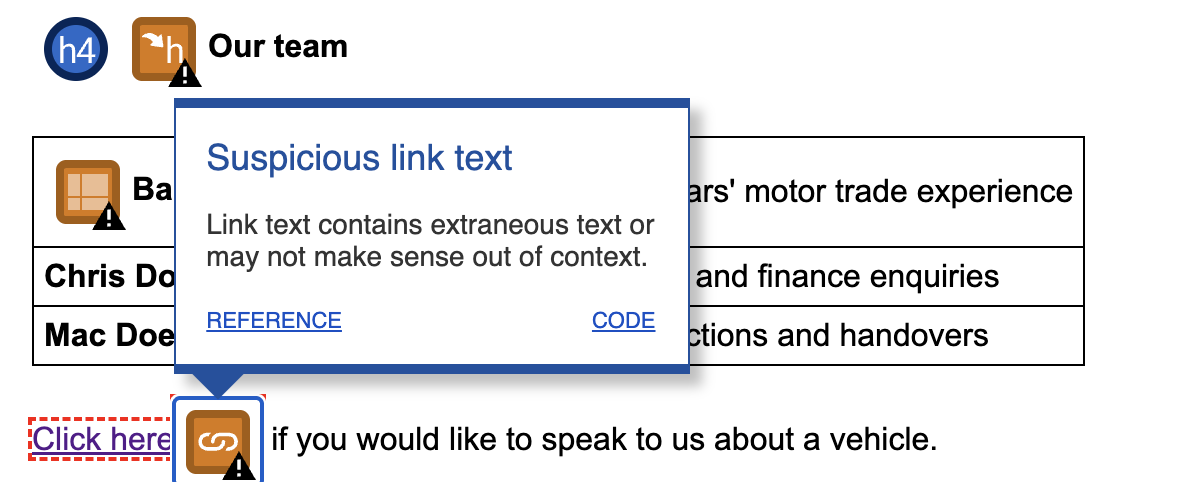 h4 h Our team
Suspicious link text
Ba ars' motor trade experience
Link text contains extraneous text or
may not make sense out of context.
Chris Do and finance enquiries
REFERENCE CODE
Mac Doe ctions and handovers
Click here if you would like to speak to us about a vehicle.